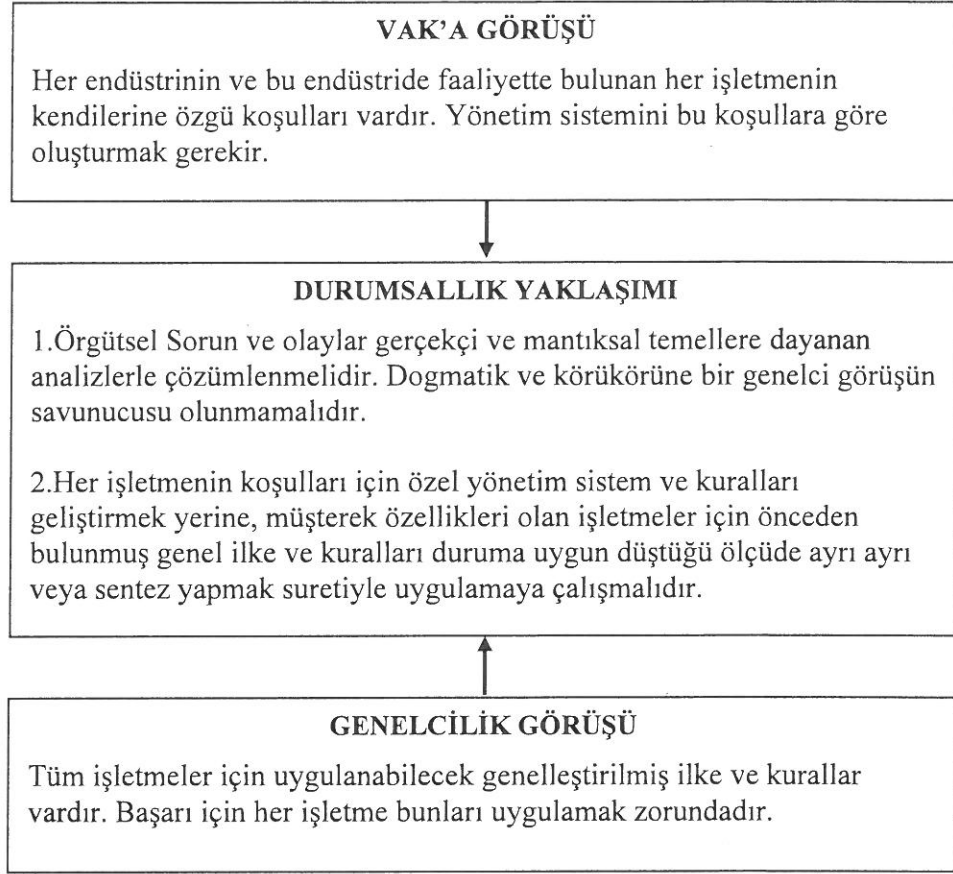 VAK'A GÖRÜŞÜ
Her endüstrinin ve bu endüstride faaliyette bulunan her işletmenin
kendilerine özgü koşulları vardır. Yönetim sistemini bu koşullara göre
oluşturmak gerekir.
DURUMSALLIK YAKLAŞIMI
1.Örgütsel Sorun ve olaylar gerçekçi ve mantıksal temellere dayanan
analizlerle çözümlenmelidir. Dogmatik ve körükörüne bir genelci görüşün
savunucusu olunmamalıdır.
2.Her işletmenin koşulları için özel yönetim sistem ve kuralları
geliştirmek yerine, müşterek özellikleri olan işletmeler için önceden
bulunmuş genel ilke ve kuralları duruma uygun düştüğü ölçüde ayrı ayrı
veya sentez yapmak suretiyle uygulamaya çalışmalıdır.
GENELCİLİK GÖRÜŞÜ
Tüm işletmeler için uygulanabilecek genelleştirilmiş ilke ve kurallar
vardır. Başarı için her işletme bunları uygulamak zorundadır.